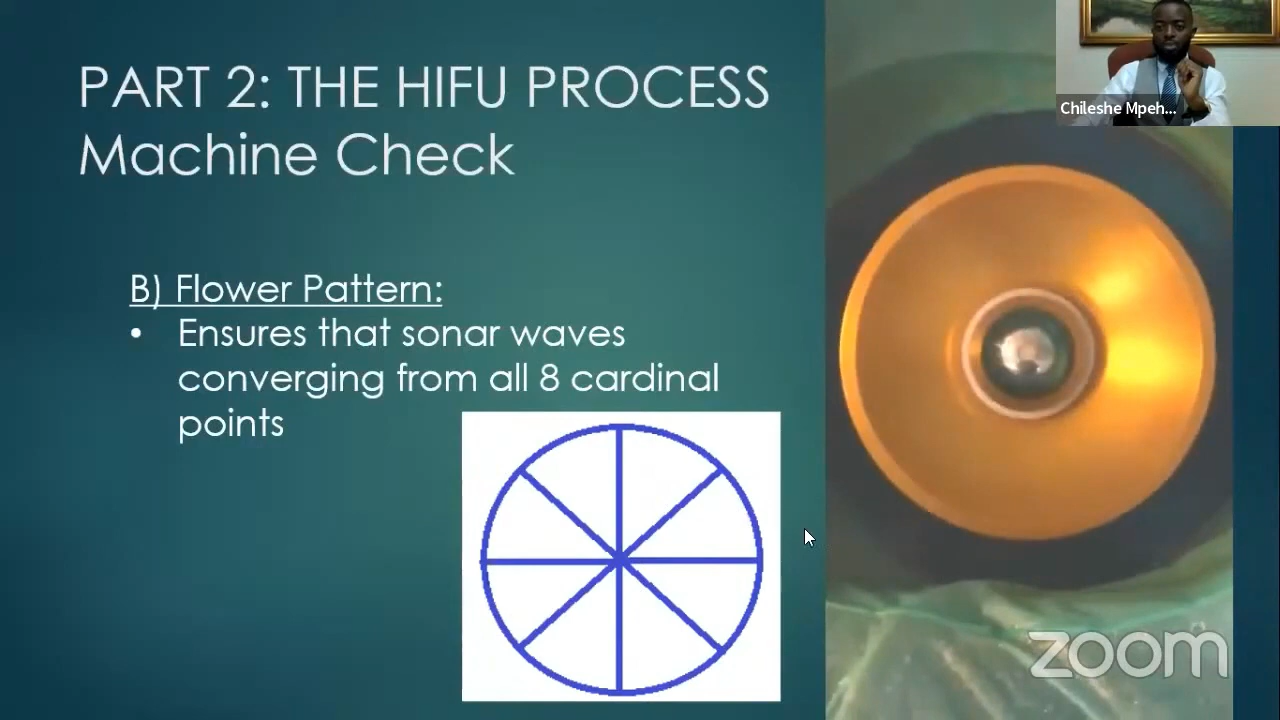 PART 2: THE HIFU PROCESS
Machine Check
B) Flower Pattern:
• Ensures that sonar waves
converging from all 8 cardinal
points
Chileshe Mpeh...
zoom